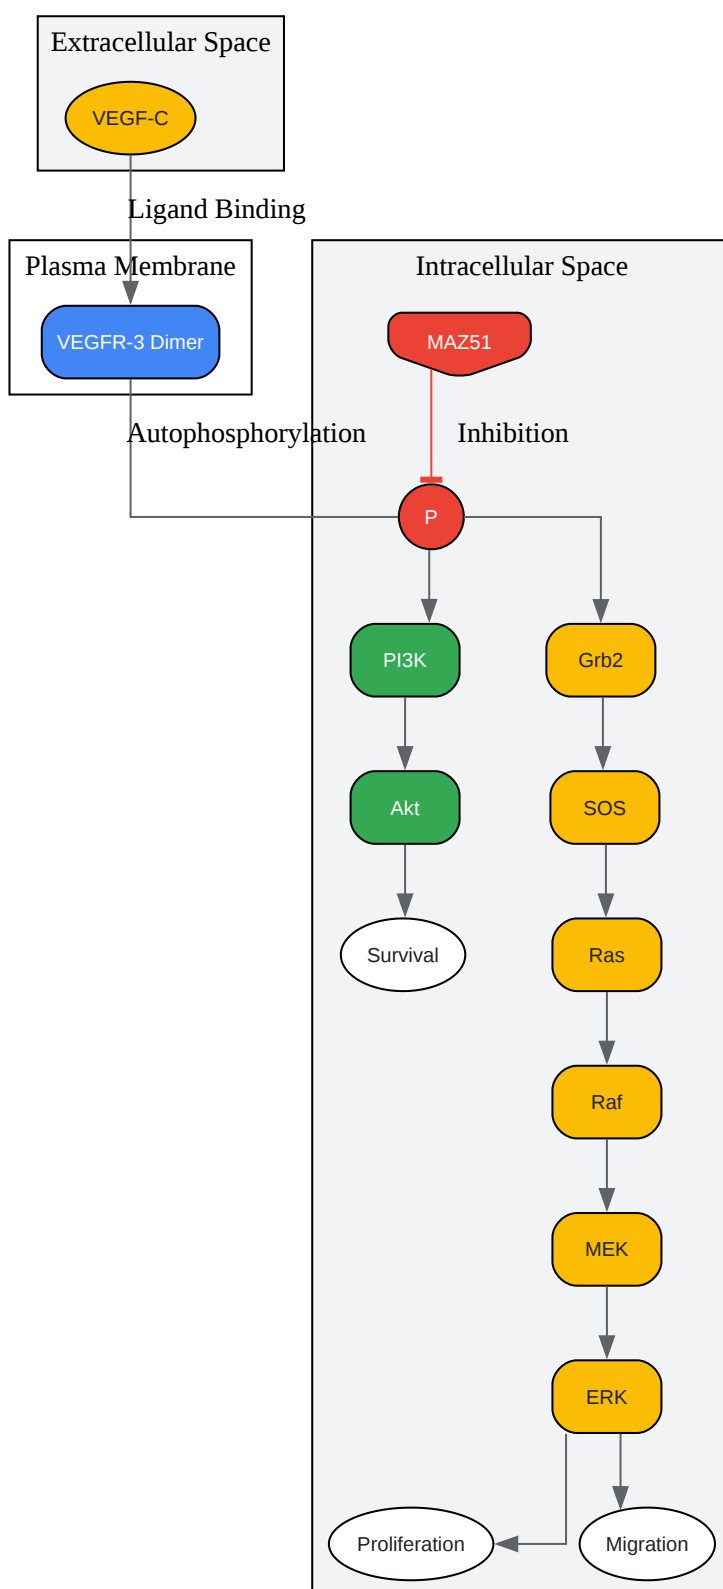 Extracellular Space
VEGF-C
Ligand Binding
Plasma Membrane
VEGFR-3 Dimer
Intracellular Space
MAZ51
Autophosphorylation
Inhibition
P
PI3K
Grb2
Akt
SOS
Survival
Ras
Raf
MEK
ERK
Proliferation
Migration